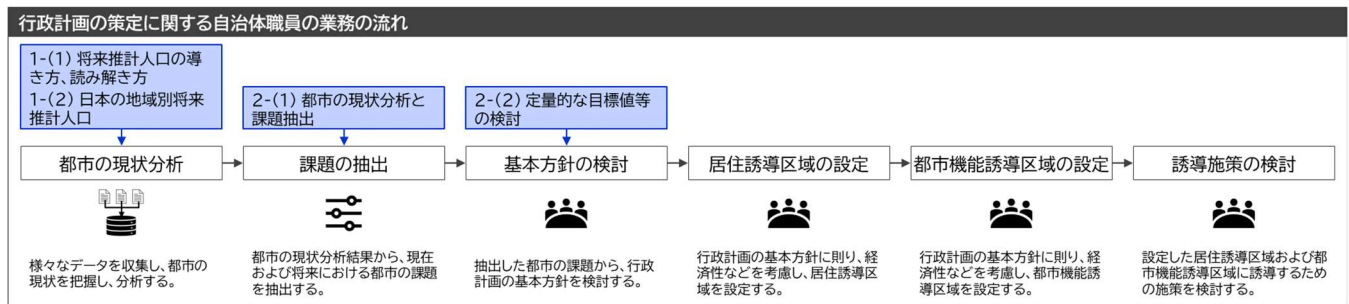 行政計画の策定に関する自治体職員の業務の流れ
1-(1) 将来推計人口の導
き方、読み解き方
1-(2) 日本の地域別将来
推計人口
2-(1) 都市の現状分析と
課題抽出
2-(2) 定量的な目標値等
の検討
都市の現状分析
課題の抽出
基本方針の検討
居住誘導区域の設定
都市機能誘導区域の設定
誘導施策の検討
様々なデータを収集し、都市の
現状を把握し、分析する。
都市の現状分析結果から、現在
および将来における都市の課題
を抽出する。
抽出した都市の課題から、行政
計画の基本方針を検討する。
行政計画の基本方針に則り、経
済性などを考慮し、居住誘導区
域を設定する。
行政計画の基本方針に則り、経
済性などを考慮し、都市機能誘
導区域を設定する。
設定した居住誘導区域および都
市機能誘導区域に誘導するため
の施策を検討する。